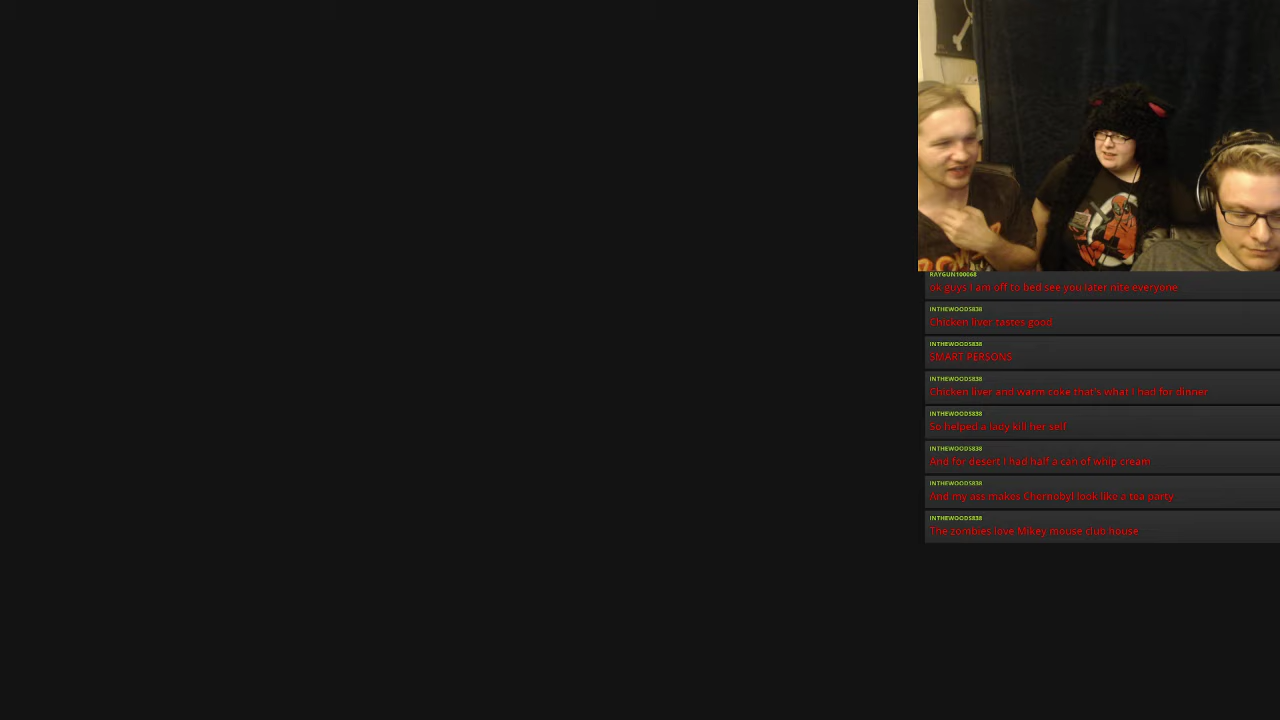 RAYGUN100068
ok guys I am off to bed see you later nite everyone
INTHEWOODS838
Chicken liver tastes good
INTHEWOODS838
SMART PERSONS
INTHEWOODS838
Chicken liver and warm coke that's what I had for dinner
INTHEWOODS838
So helped a lady kill her self
INTHEWOODS838
And for desert I had half a can of whip cream
INTHEWOODS838
And my ass makes Chernobyl look like a tea party
INTHEWOODS838
The zombies love Mikey mouse club house